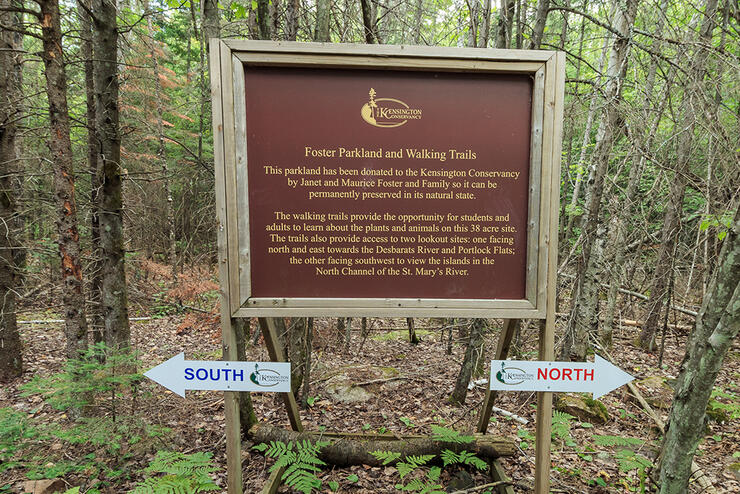 THE KENSINGTON
CONSERVANCY
Foster Parkland and Walking Trails
This parkland has been donated to the Kensington Conservancy
by Janet and Maurice Foster and Family so it can be
permanently preserved in its natural state.
The walking trails provide the opportunity for students and
adults to learn about the plants and animals on this 38 acre site.
The trails also provide access to two lookout sites: one facing
north and east towards the Desbarats River and Portlock Flats;
the other facing southwest to view the islands in the
North Channel of the St. Mary's River.
SOUTH
KENSINGTON
CONSERVANCY
KENSINGTON
CONSERVANCY
NORTH